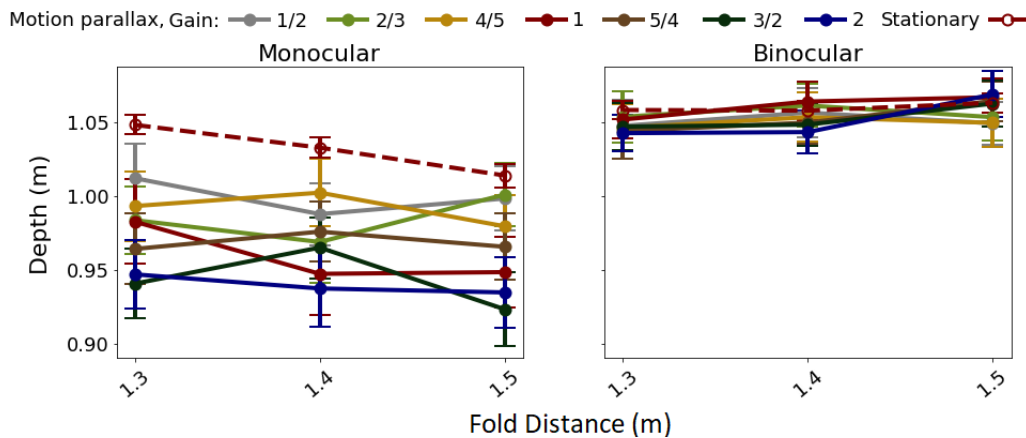 Motion parallax, Gain: 1/2 2/3 4/5 1 5/4 3/2 2 Stationary
Monocular Binocular
Depth (m)
1.05
1.00
0.95
0.90
1.3 1.4 1.5 1.3 1.4 1.5
Fold Distance (m)